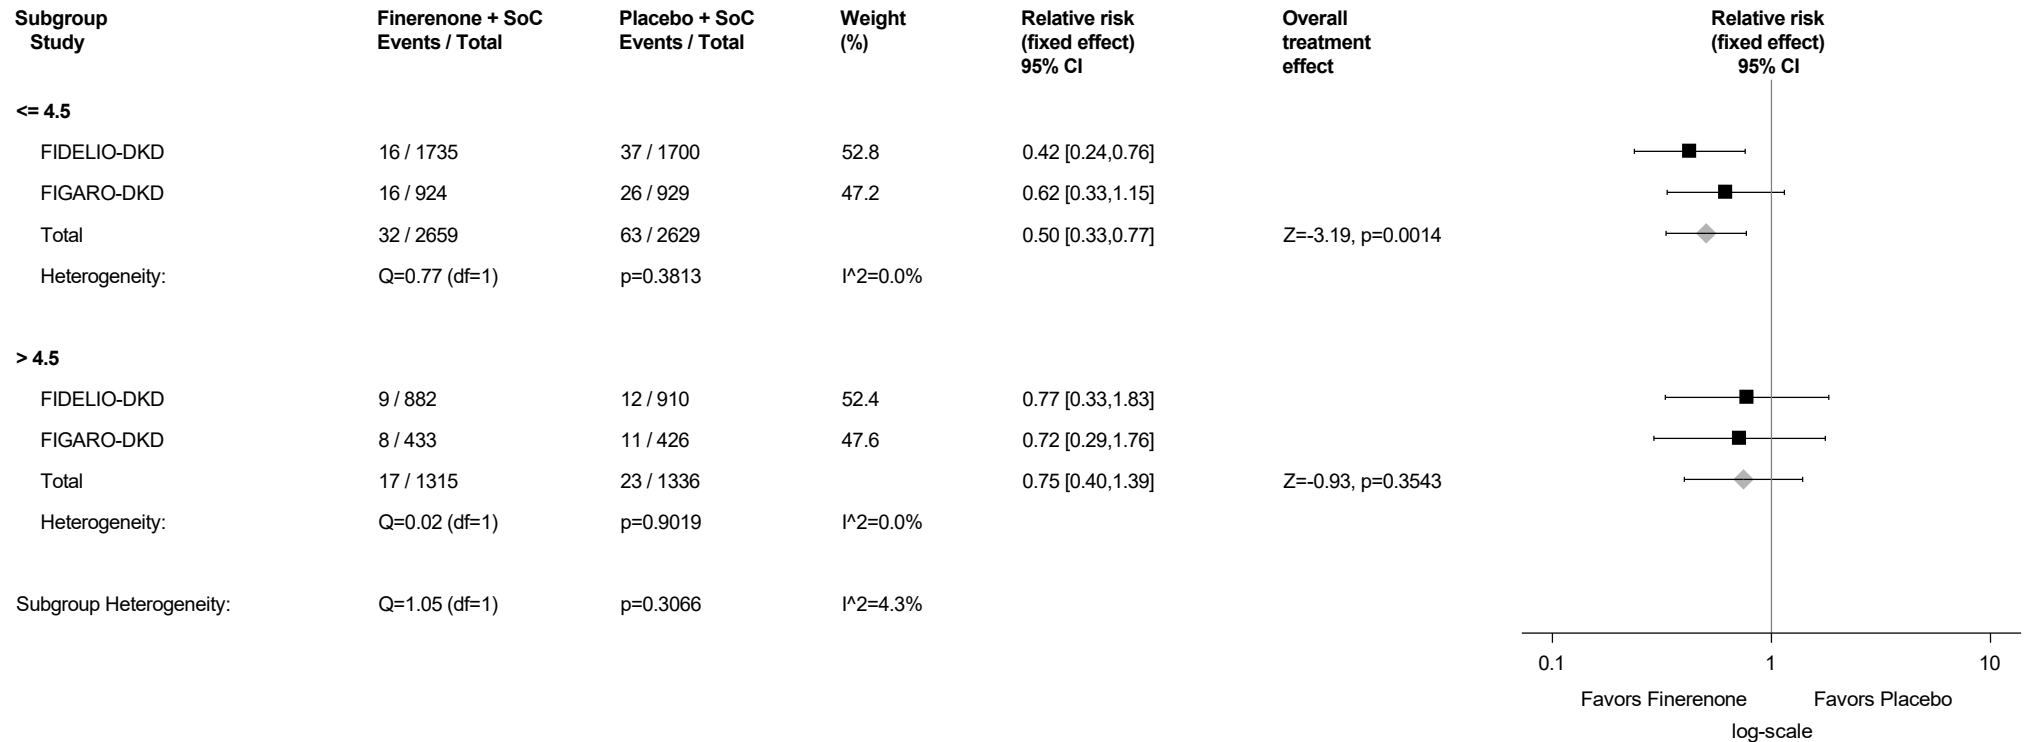 Subgroup Finerenone + SoC Placebo + SoC Weight Relative risk Overall Relative risk
Study Events / Total Events / Total (%) (fixed effect) treatment (fixed effect)
95% CI effect 95% CI
<= 4.5
FIDELIO-DKD 16 / 1735 37 / 1700 52.8 0.42 [0.24,0.76]
FIGARO-DKD 16 / 924 26 / 929 47.2 0.62 [0.33,1.15]
Total 32 / 2659 63 / 2629 0.50 [0.33,0.77] Z=-3.19, p=0.0014
Heterogeneity: Q=0.77 (df=1) p=0.3813 I^2=0.0%
> 4.5
FIDELIO-DKD 9 / 882 12 / 910 52.4 0.77 [0.33,1.83]
FIGARO-DKD 8 / 433 11 / 426 47.6 0.72 [0.29,1.76]
Total 17 / 1315 23 / 1336 0.75 [0.40,1.39] Z=-0.93, p=0.3543
Heterogeneity: Q=0.02 (df=1) p=0.9019 I^2=0.0%
Subgroup Heterogeneity: Q=1.05 (df=1) p=0.3066 I^2=4.3%
0.1 1 10
Favors Finerenone Favors Placebo
log-scale